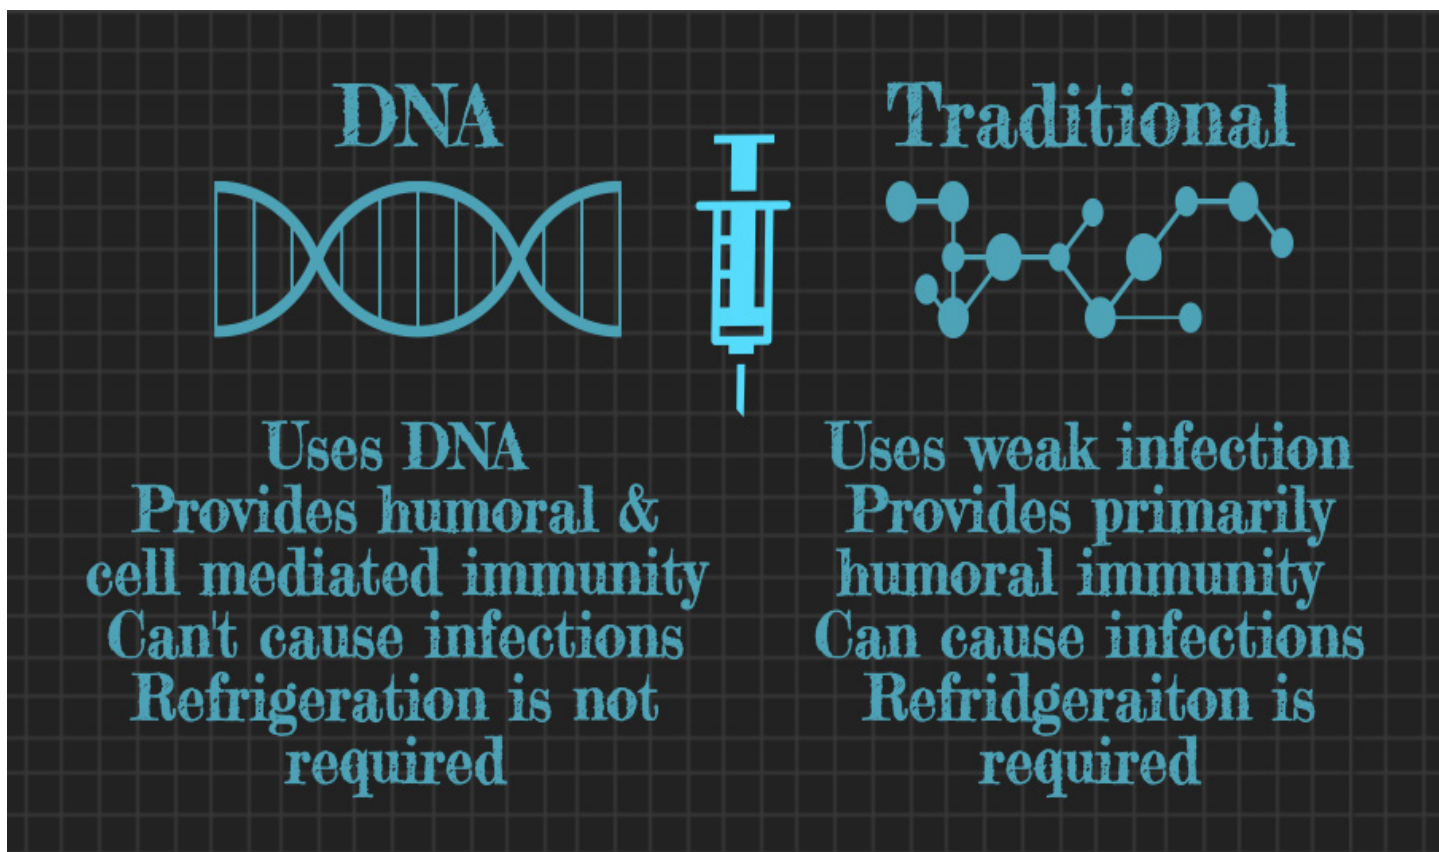 DNA
Uses DNA
Provides humoral &
cell mediated immunity
Can't cause infections
Refrigeration is not
required
Traditional
Uses weak infection
Provides primarily
humoral immunity
Can cause infections
Refridgeraiton is
required